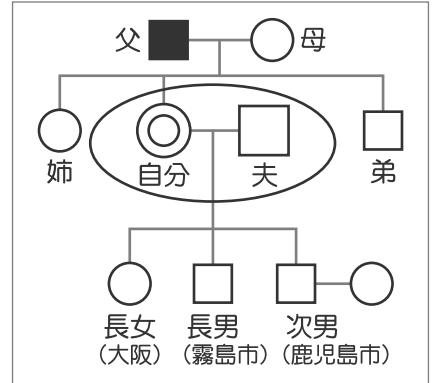 父 母
姉 自分 夫 弟
長女 長男 次男
(大阪) (霧島市) (鹿児島市)